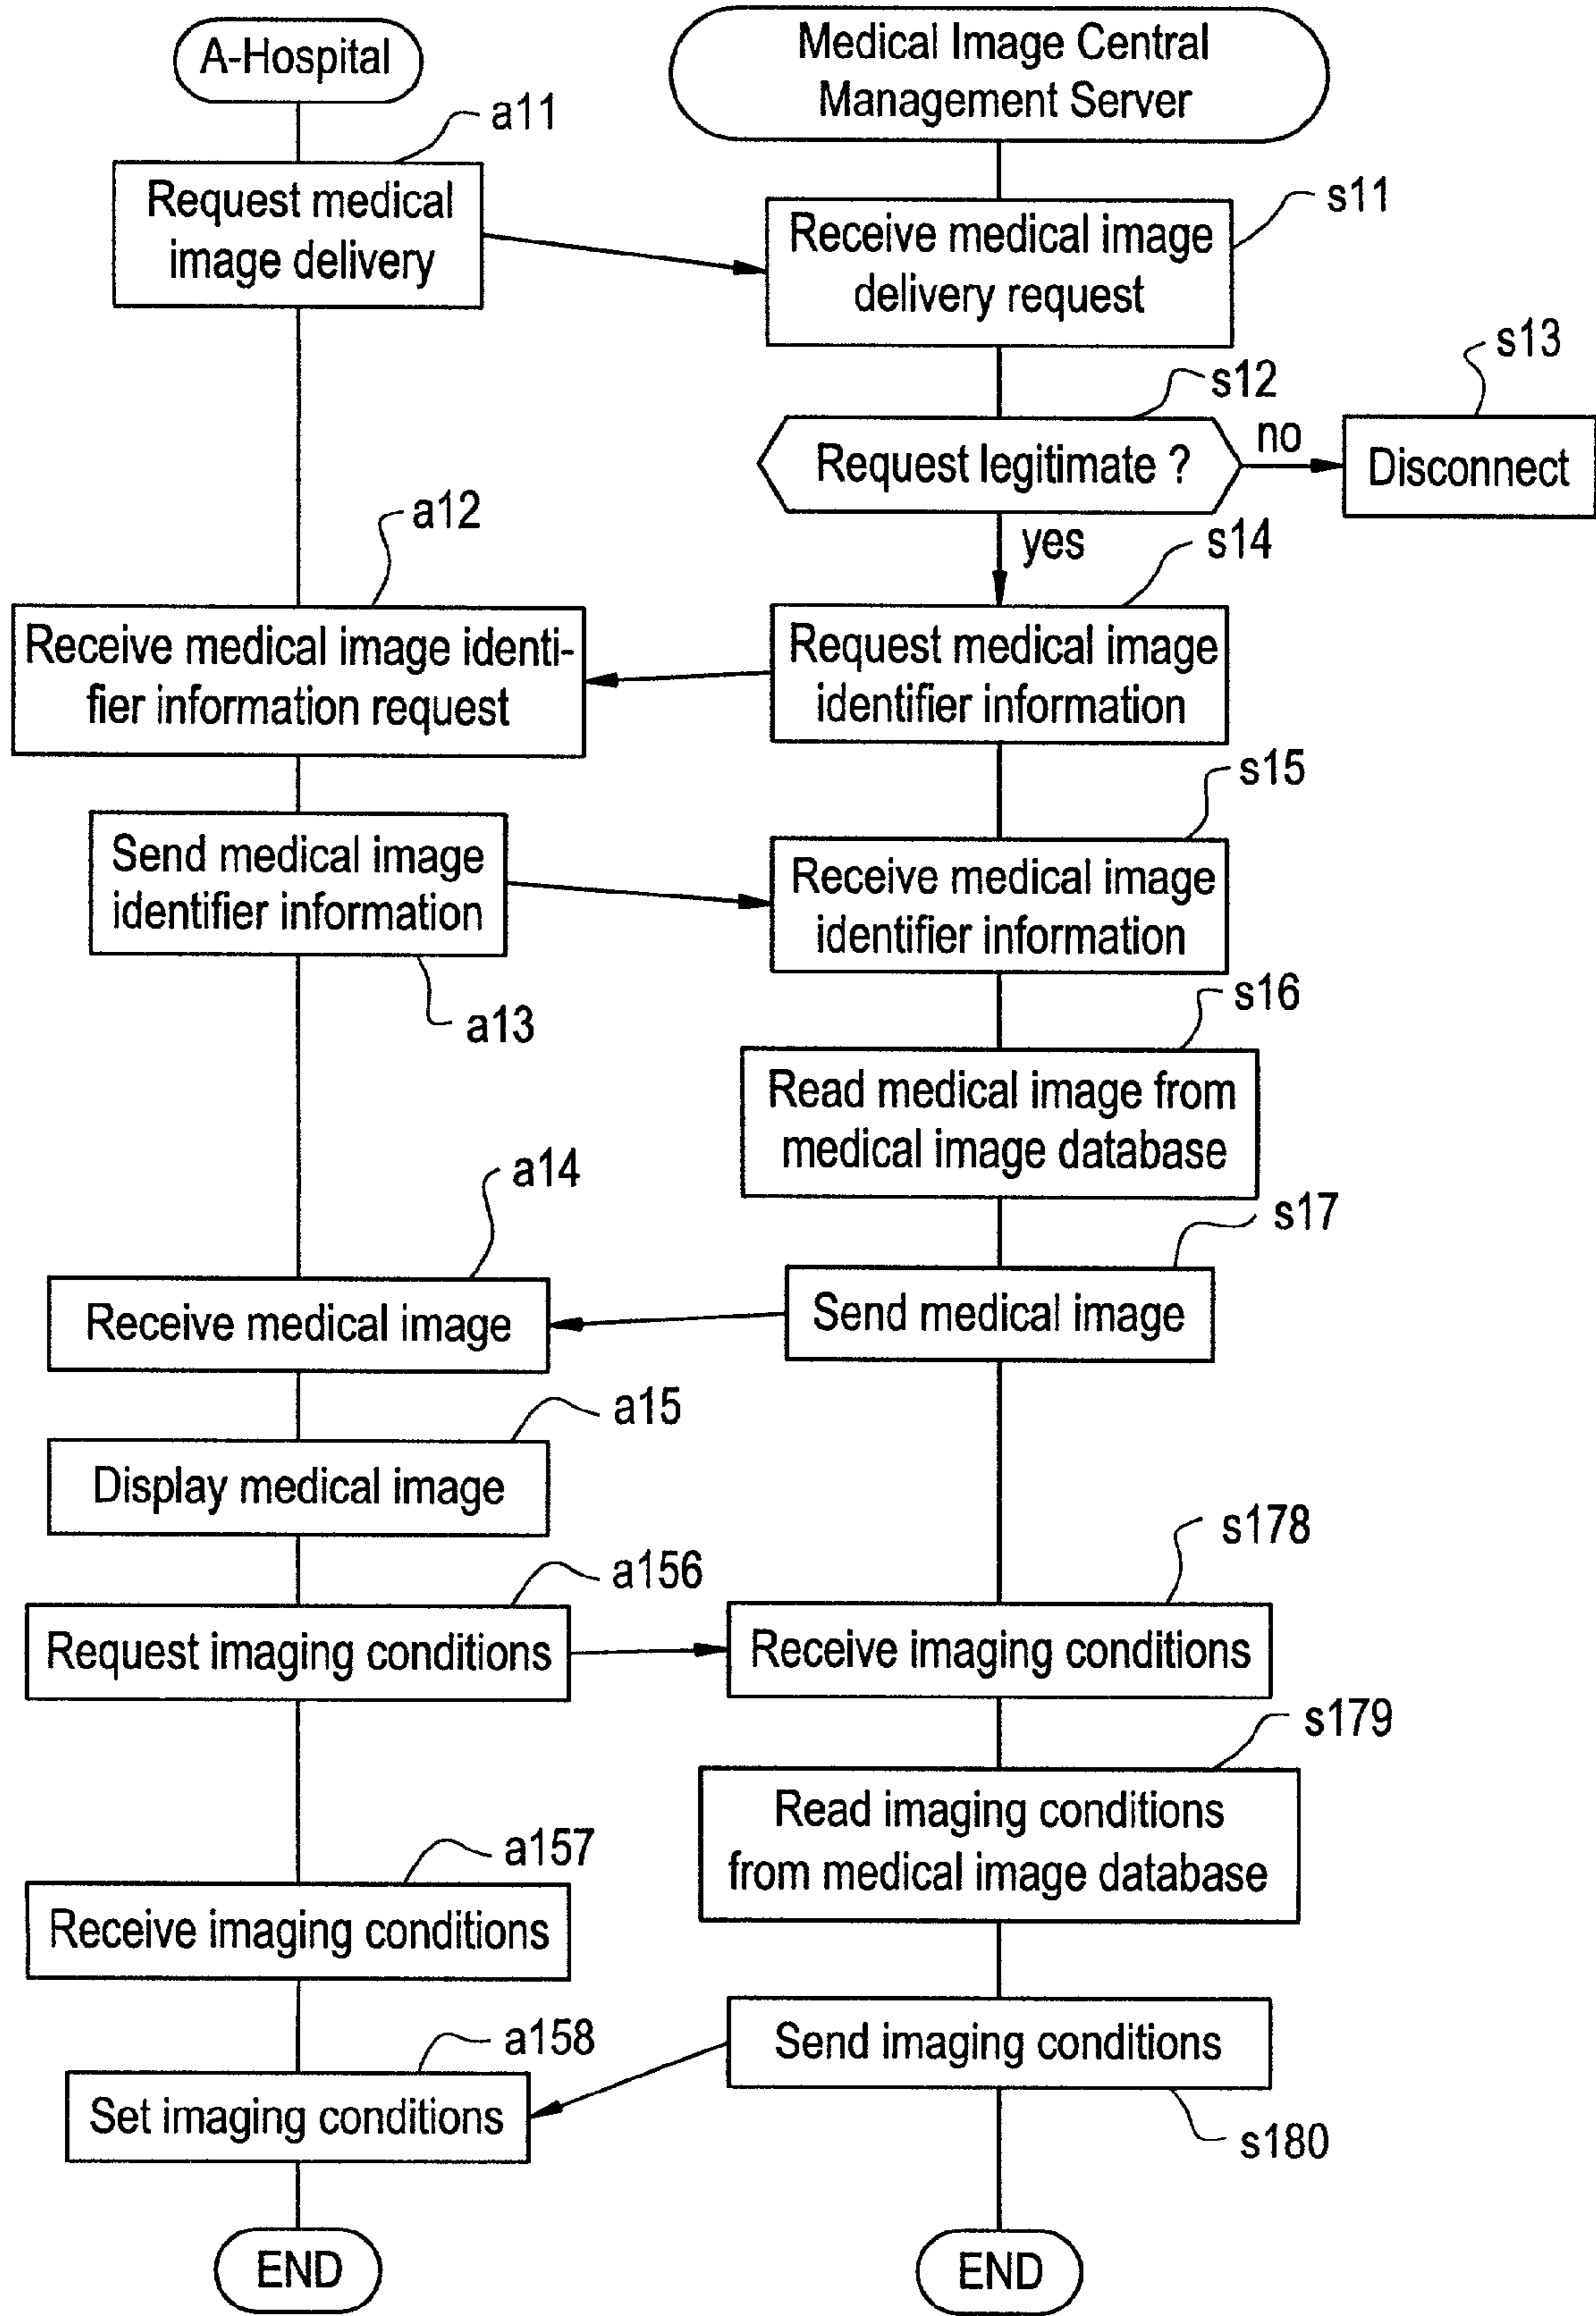 A-Hospital
Medical Image Central
Management Server
a11
Request medical
image delivery
s11
Receive medical image
delivery request
s12
s13
Request legitimate ?
no
Disconnect
yes
a12
s14
Receive medical image identi-
fier information request
Request medical image
identifier information
s15
Send medical image
identifier information
Receive medical image
identifier information
a13
s16
Read medical image from
medical image database
a14
s17
Receive medical image
Send medical image
a15
Display medical image
a156
s178
Request imaging conditions
Receive imaging conditions
s179
Read imaging conditions
from medical image database
a157
Receive imaging conditions
a158
Send imaging conditions
Set imaging conditions
s180
END
END